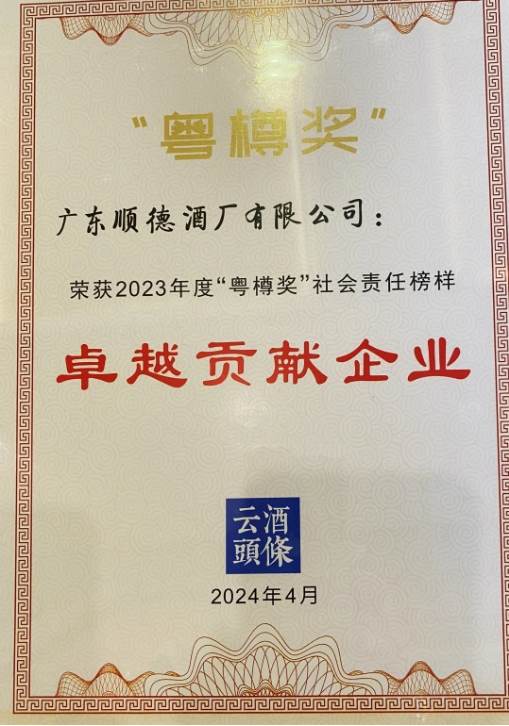 “粤樽奖”
广东顺德酒厂有限公司：
荣获2023年度“粤樽奖”社会责任榜样
卓越贡献企业
云酒
頭條
2024年4月